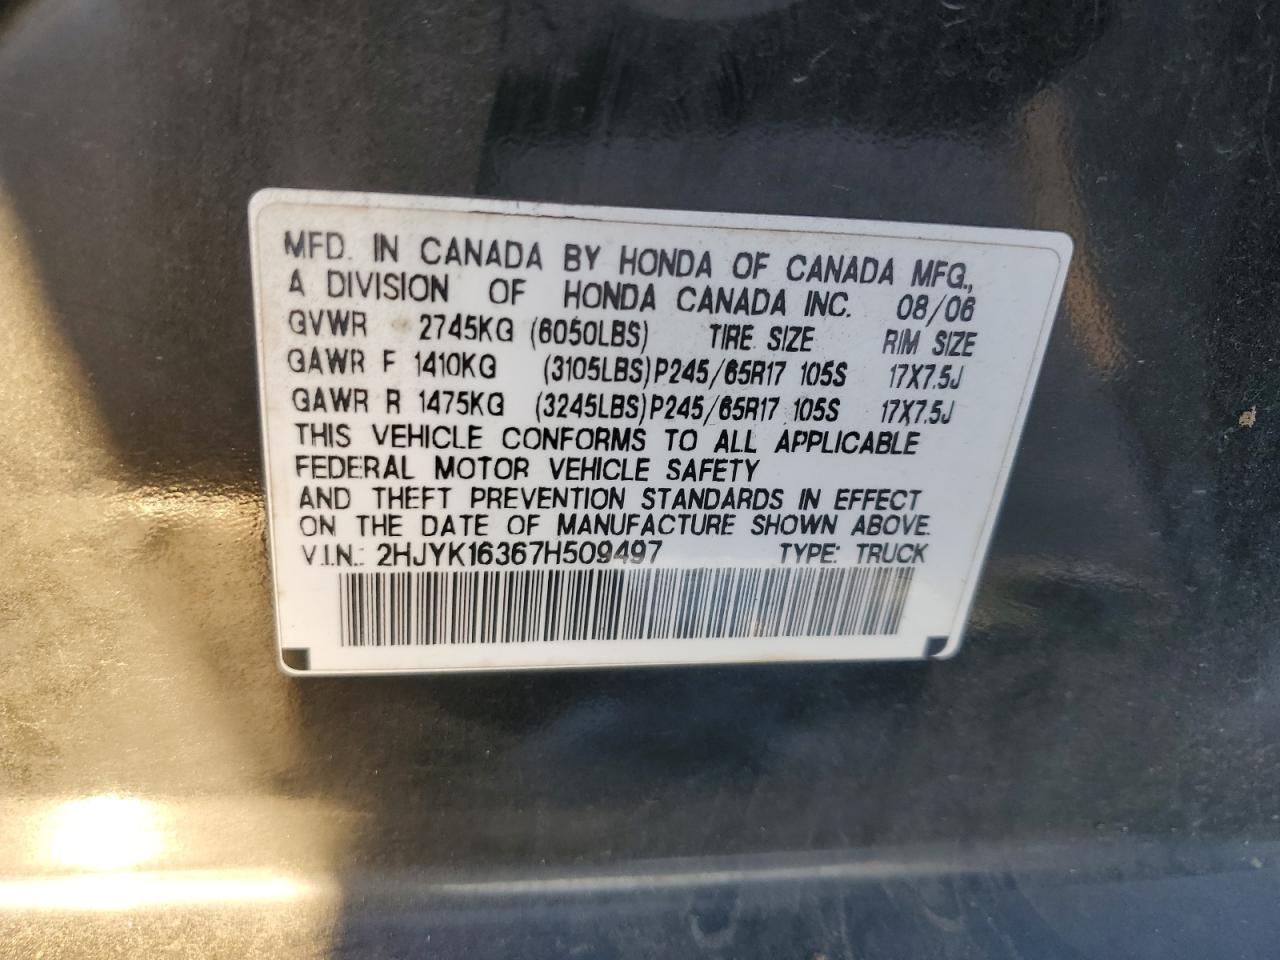 MFD. IN CANADA BY HONDA OF CANADA MFG.,
A DIVISION OF HONDA CANADA INC. 08/06
GVWR 2745KG (6050LBS) TIRE SIZE RIM SIZE
GAWR F 1410KG (3105LBS) P245/65R17 105S 17X7.5J
GAWR R 1475KG (3245LBS) P245/65R17 105S 17X7.5J
THIS VEHICLE CONFORMS TO ALL APPLICABLE
FEDERAL MOTOR VEHICLE SAFETY
AND THEFT PREVENTION STANDARDS IN EFFECT
ON THE DATE OF MANUFACTURE SHOWN ABOVE.
V.I.N.: 2HJYK16367H509497 TYPE: TRUCK